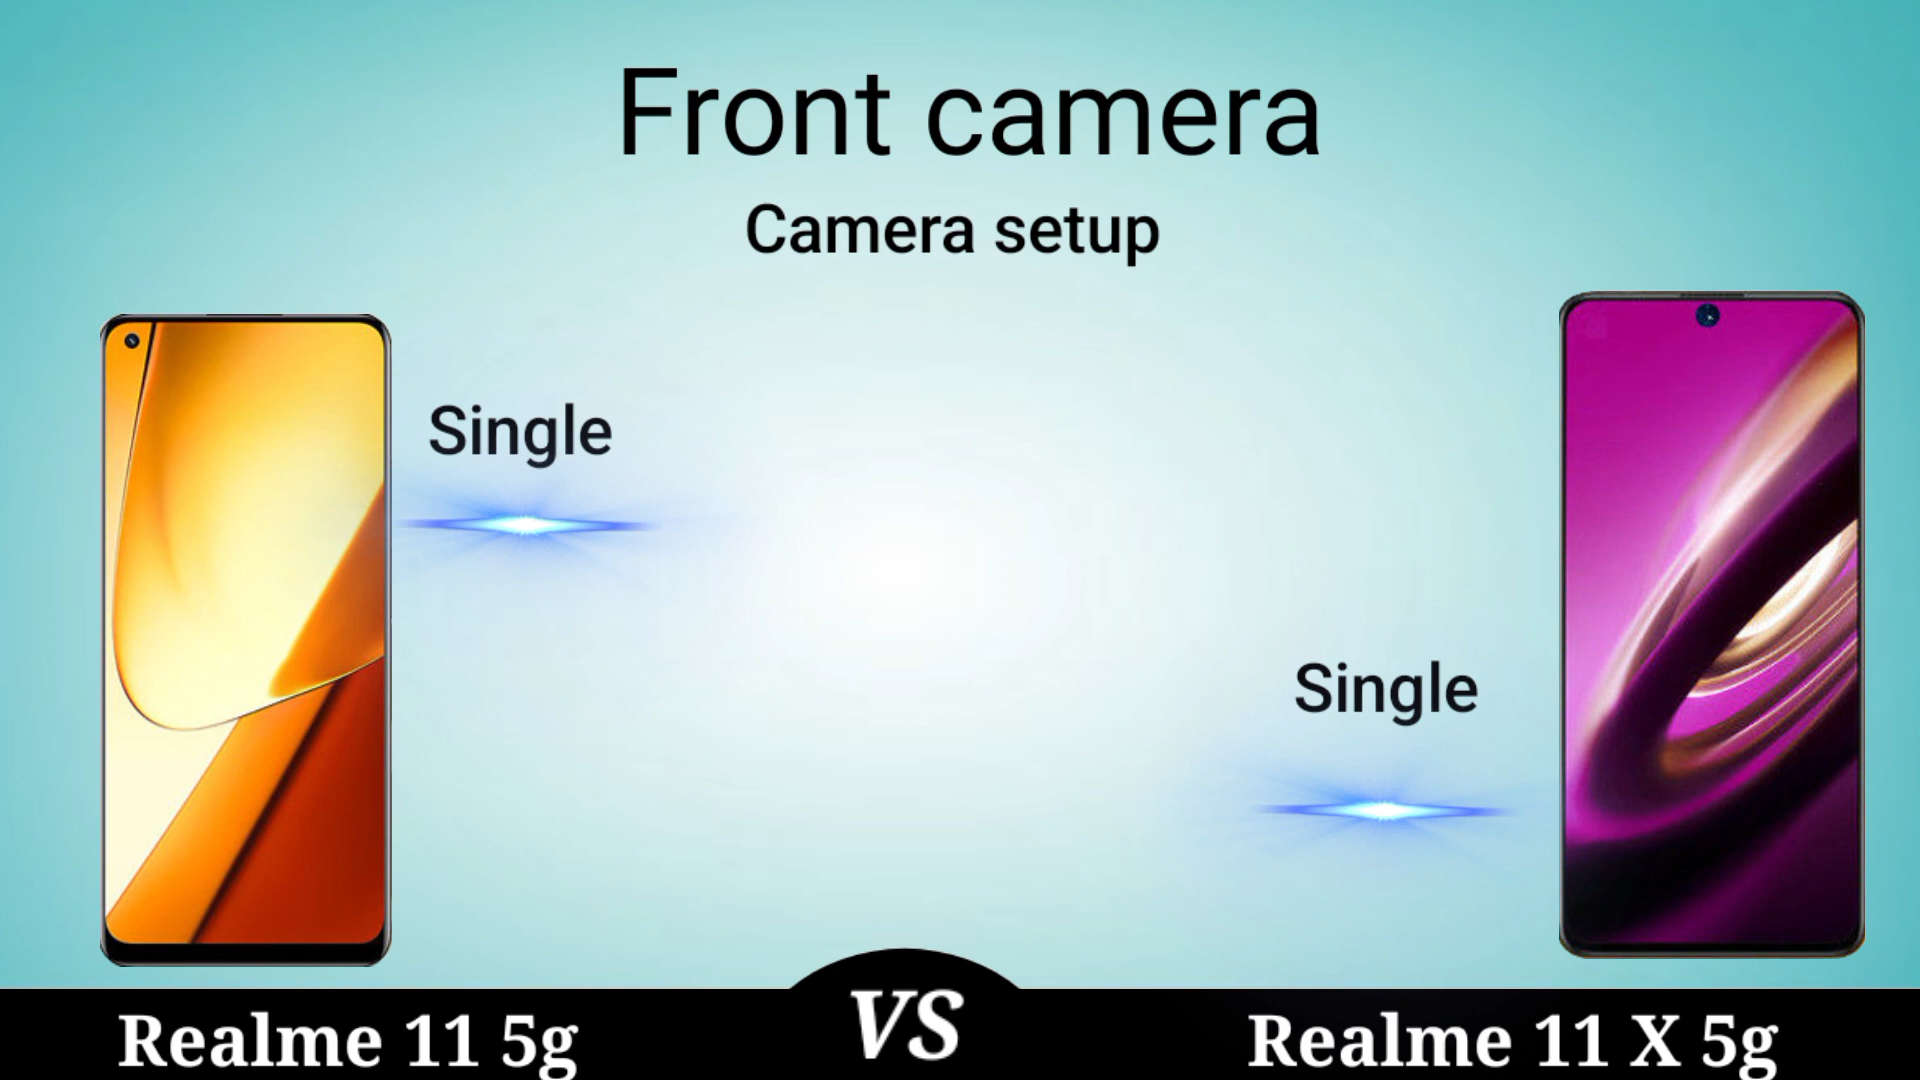 Front camera
Camera setup
Single
Single
Realme 11 5g
VS
Realme 11 X 5g